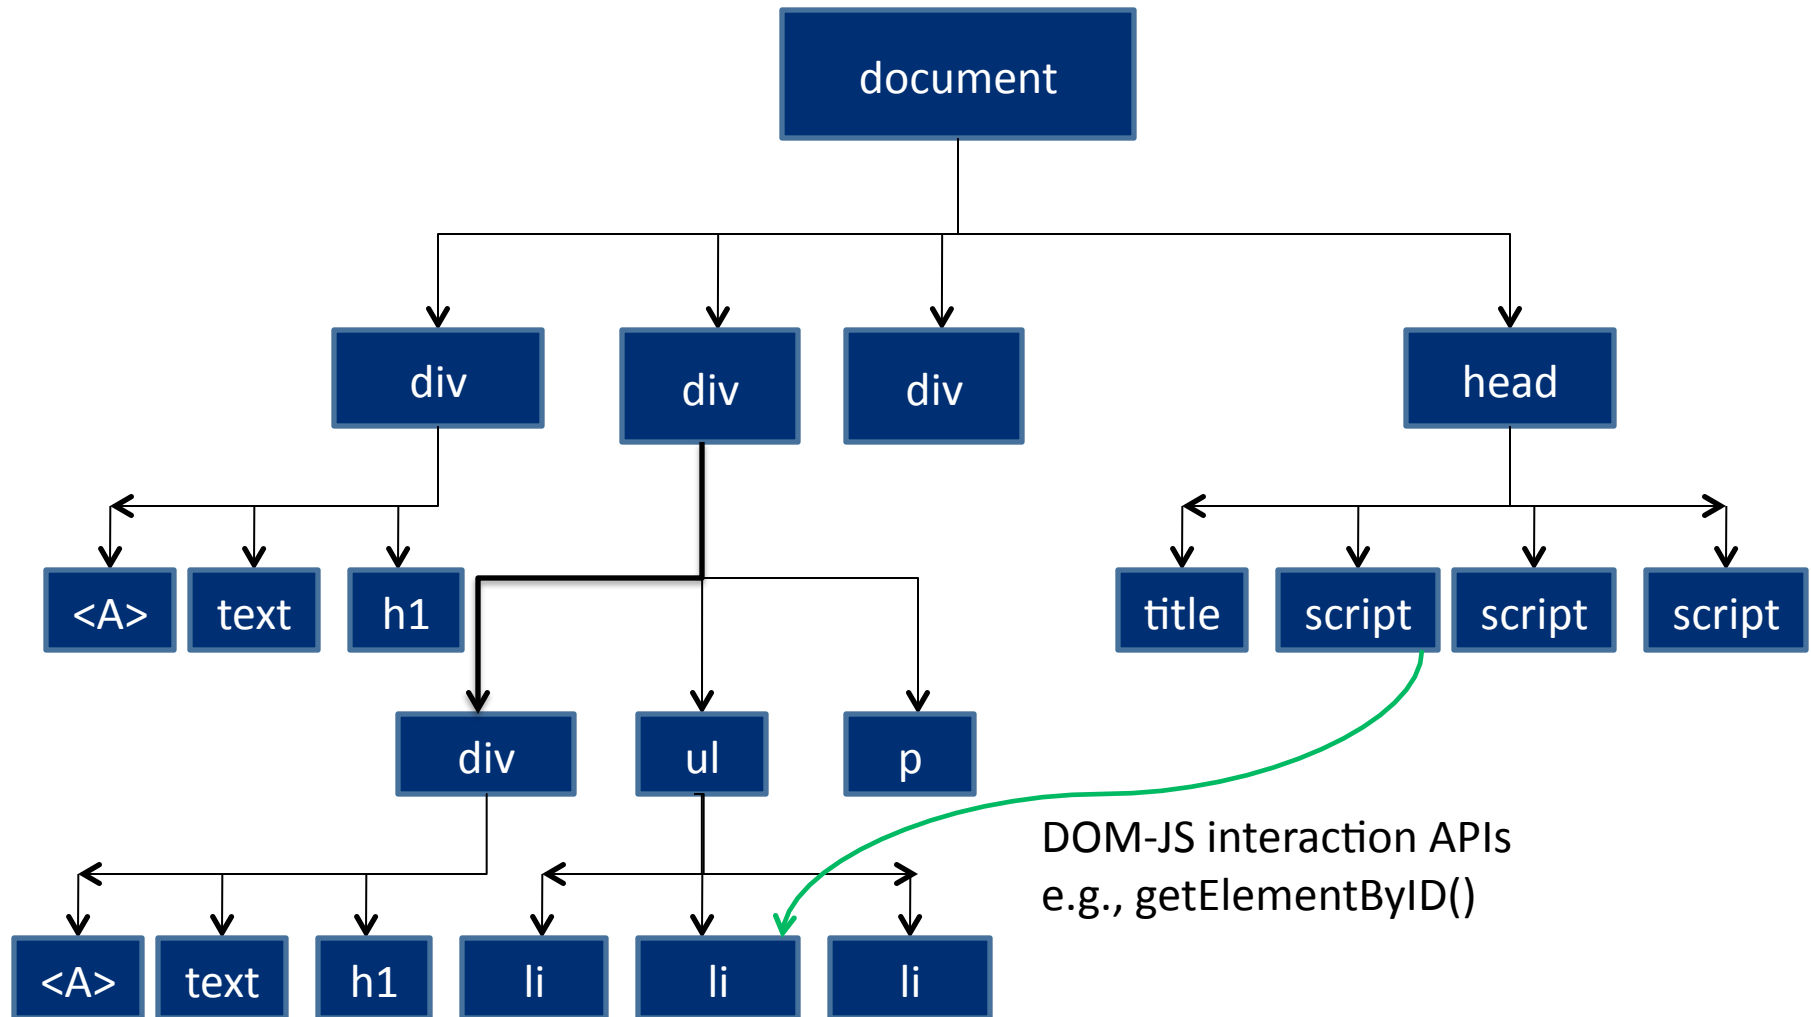 document
div
div
div
head
<A>
text
h1
title
script
script
script
div
ul
p
DOM-JS interaction APIs
e.g., getElementByID()
<A>
text
h1
li
li
li